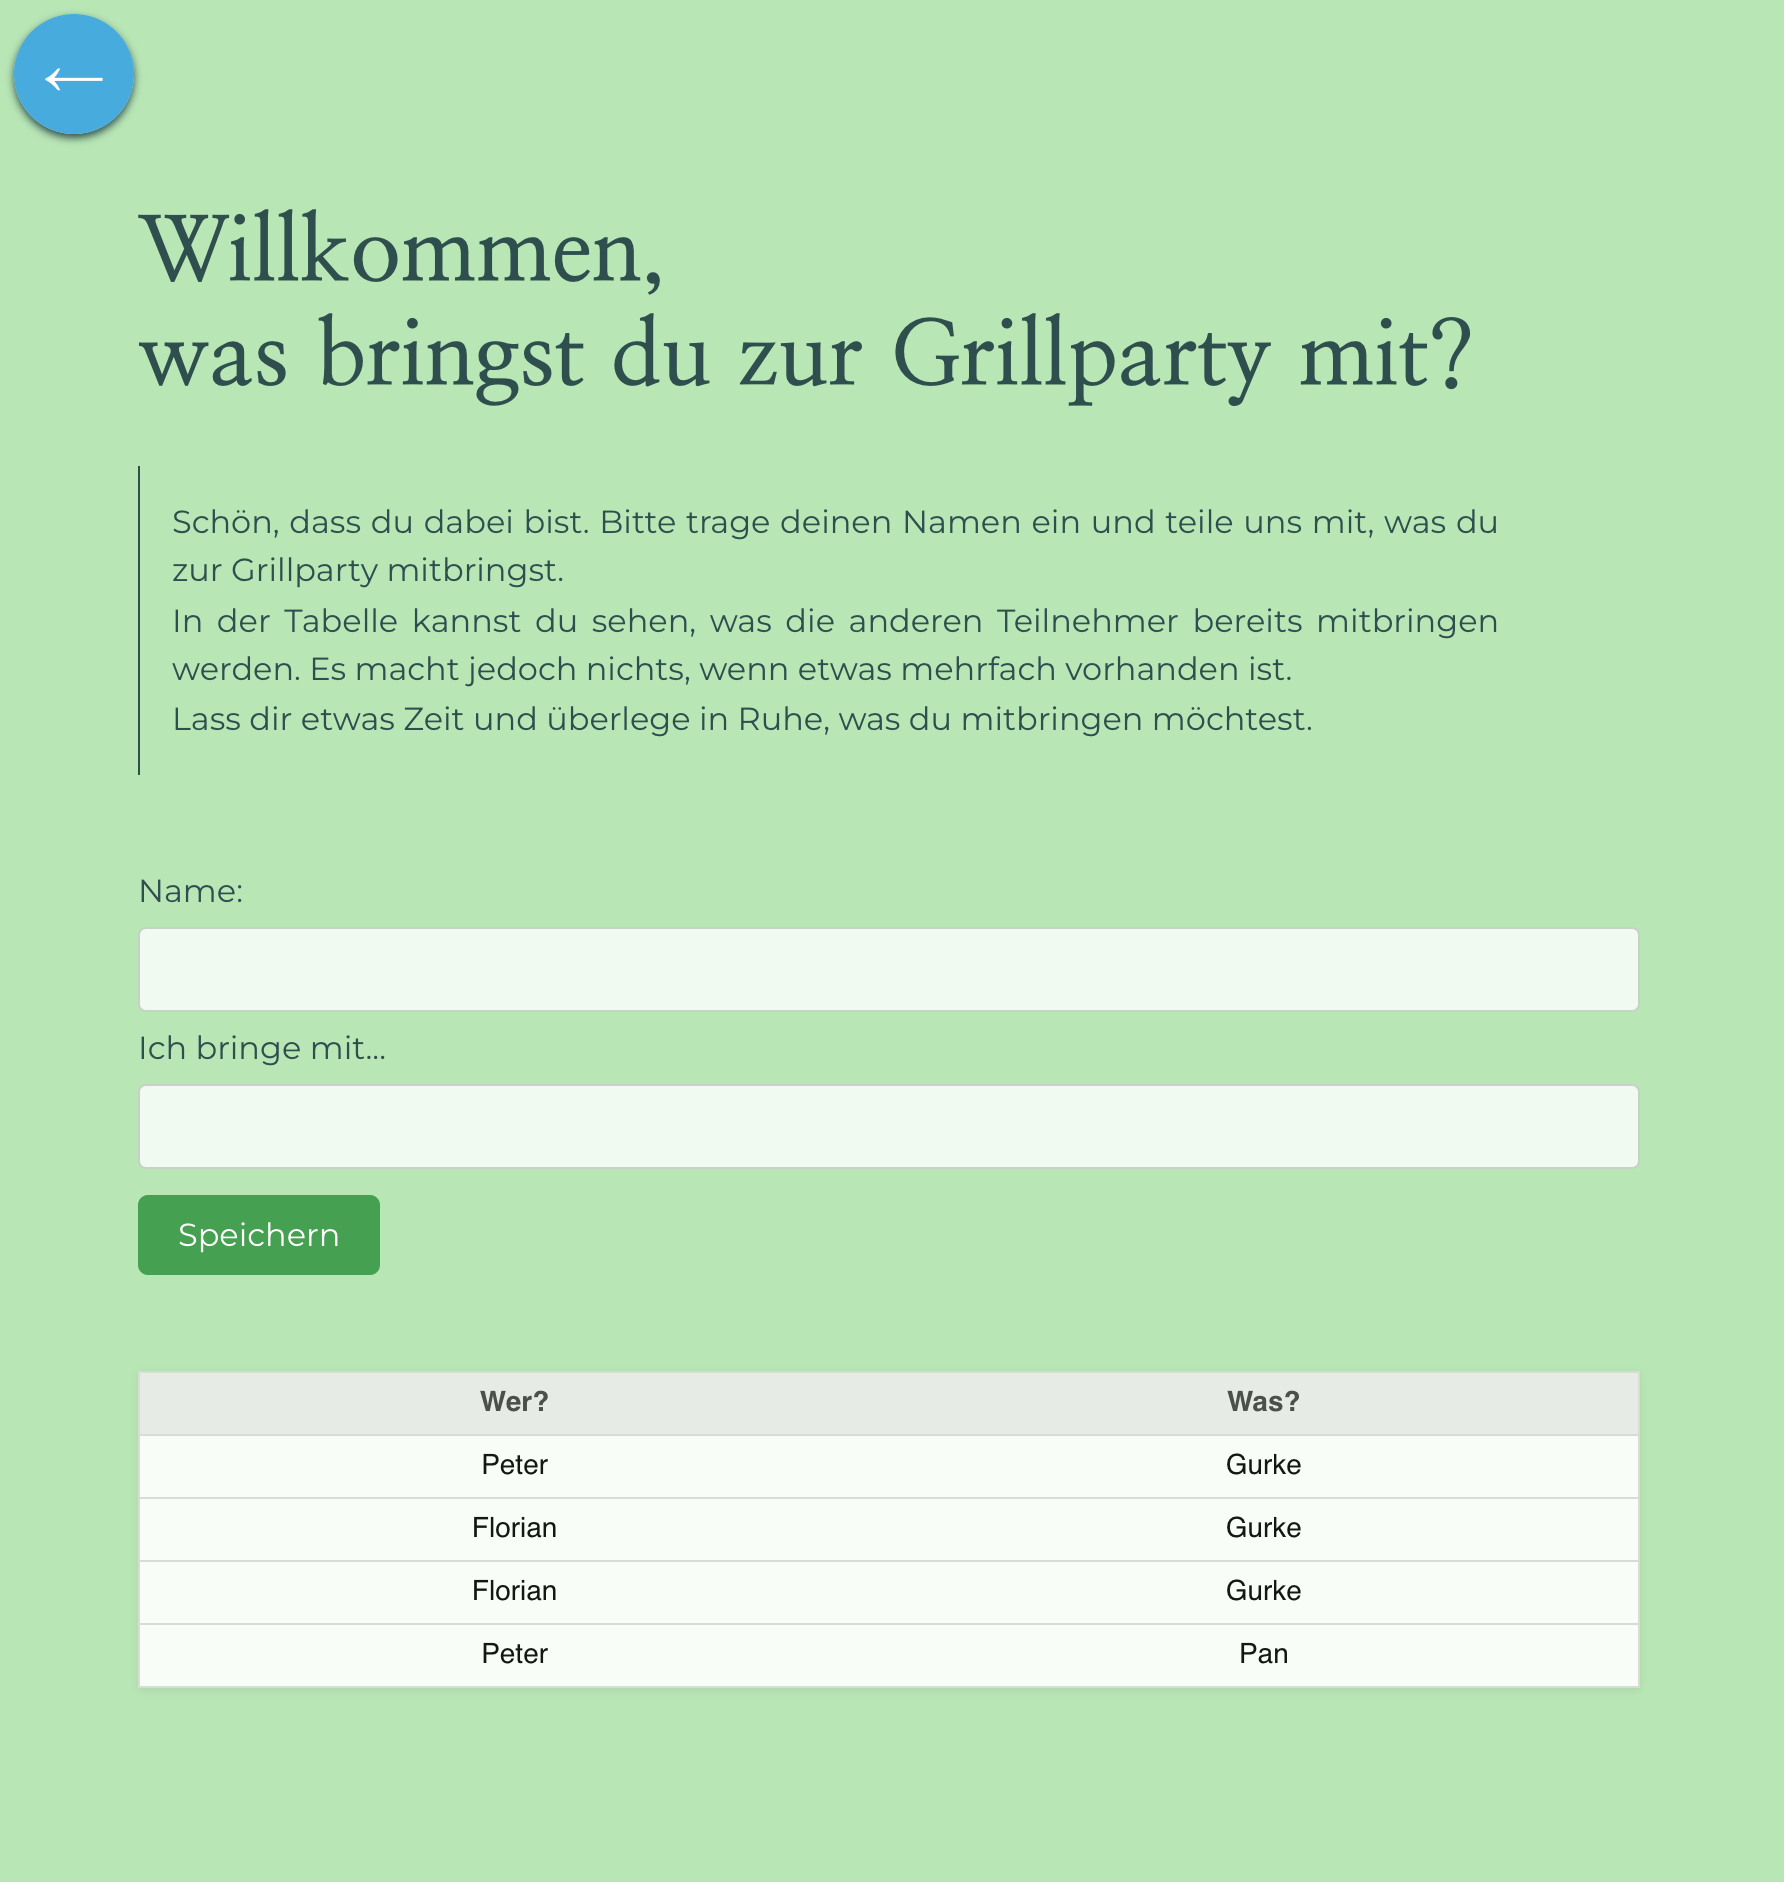 ←
Willkommen,
was bringst du zur Grillparty mit?
Schön, dass du dabei bist. Bitte trage deinen Namen ein und teile uns mit, was du
zur Grillparty mitbringst.
In der Tabelle kannst du sehen, was die anderen Teilnehmer bereits mitbringen
werden. Es macht jedoch nichts, wenn etwas mehrfach vorhanden ist.
Lass dir etwas Zeit und überlege in Ruhe, was du mitbringen möchtest.
Name:
Ich bringe mit...
Speichern
Wer? Was?
Peter Gurke
Florian Gurke
Florian Gurke
Peter Pan